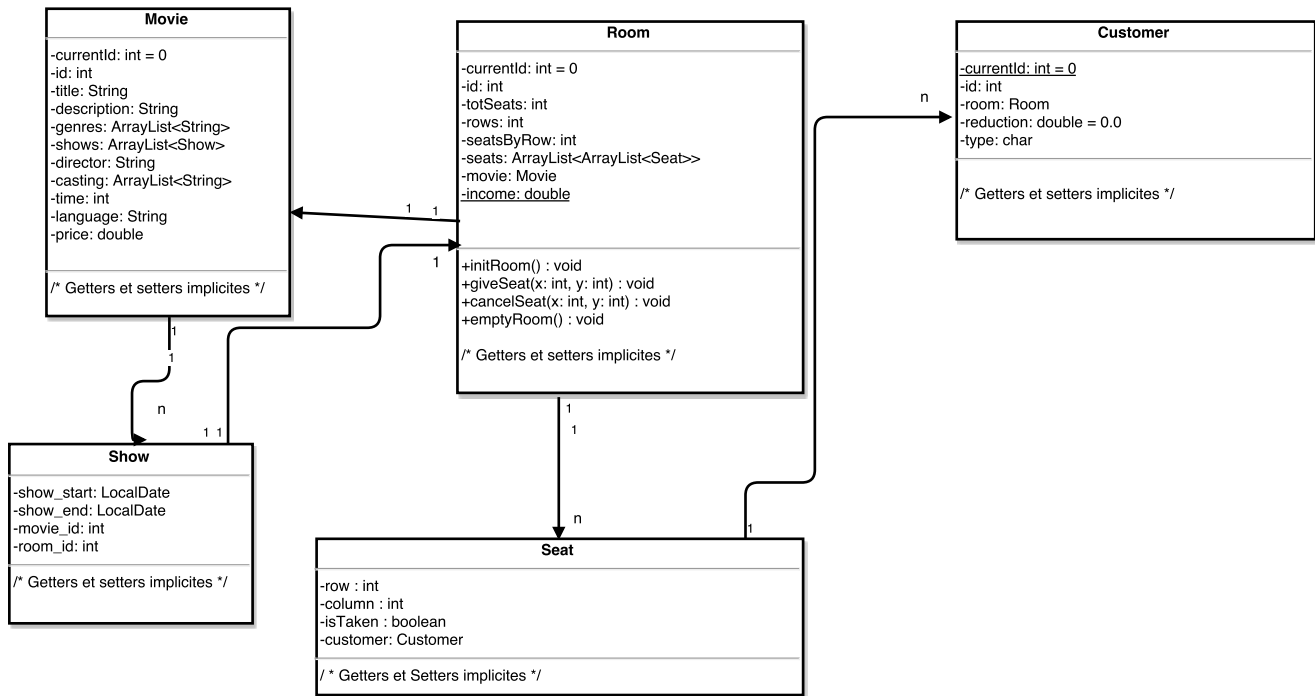 Movie
-currentId: int = 0
-id: int
-title: String
-description: String
-genres: ArrayList<String>
-shows: ArrayList<Show>
-director: String
-casting: ArrayList<String>
-time: int
-language: String
-price: double
/* Getters et setters implicites */
Room
-currentId: int = 0
-id: int
-totSeats: int
-rows: int
-seatsByRow: int
-seats: ArrayList<ArrayList<Seat>>
-movie: Movie
-income: double
+initRoom() : void
+giveSeat(x: int, y: int) : void
+cancelSeat(x: int, y: int) : void
+emptyRoom() : void
/* Getters et setters implicites */
Customer
-currentId: int = 0
-id: int
-room: Room
-reduction: double = 0.0
-type: char
/* Getters et setters implicites */
n
1 1
1
1
1
n
1 1
1
1
n
1
Show
-show_start: LocalDate
-show_end: LocalDate
-movie_id: int
-room_id: int
/* Getters et setters implicites */
Seat
-row : int
-column : int
-isTaken : boolean
-customer: Customer
/ * Getters et Setters implicites */